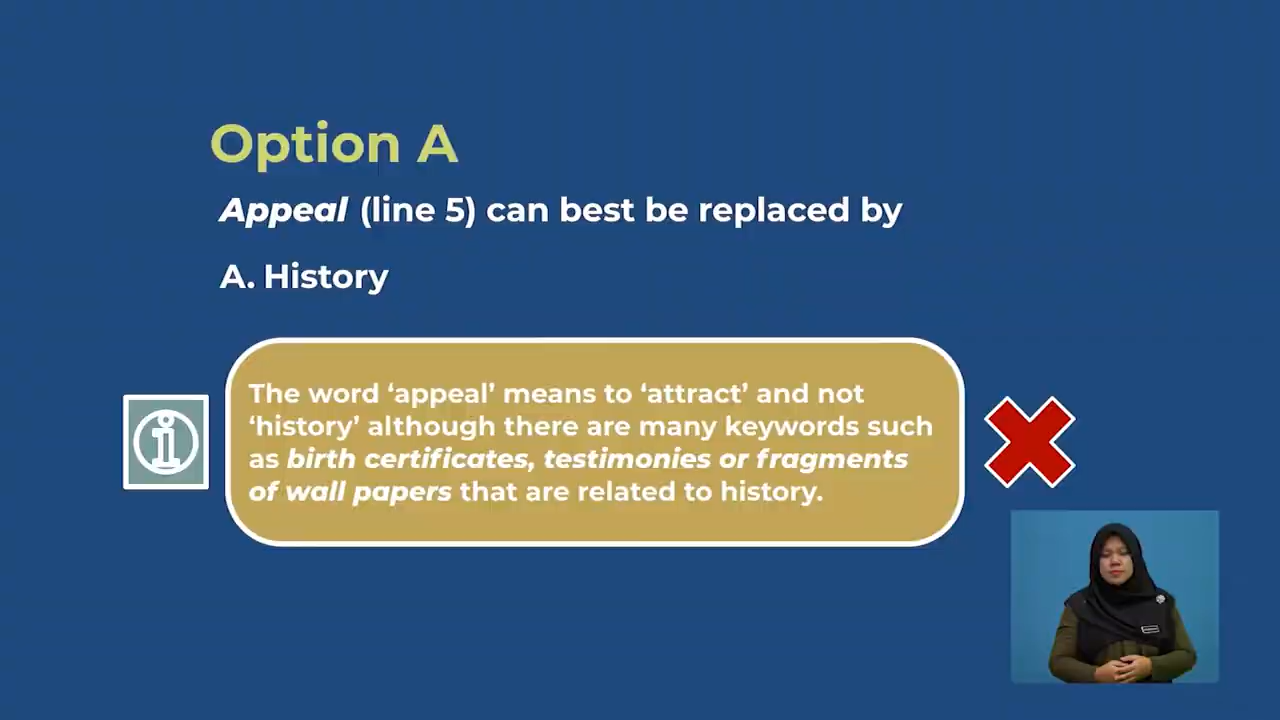 Option A
Appeal (line 5) can best be replaced by
A. History
The word ‘appeal’ means to ‘attract’ and not
‘history’ although there are many keywords such
as birth certificates, testimonies or fragments
of wall papers that are related to history.